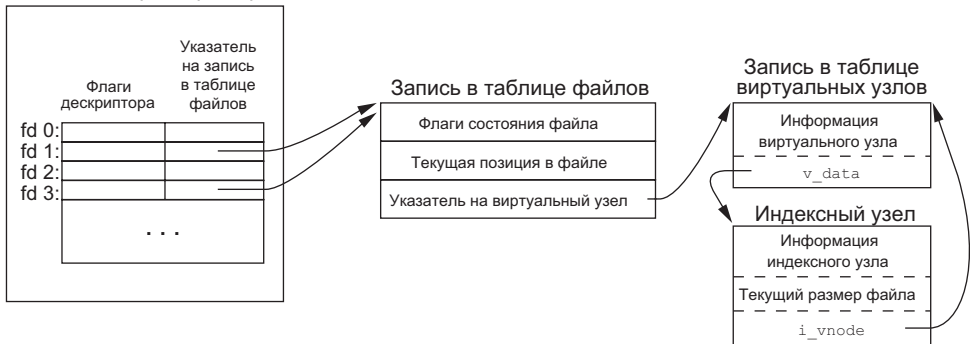 Указатель
на запись
в таблице
файлов
Флаги
дескриптора
fd 0:
fd 1:
fd 2:
fd 3:
. . .
Запись в таблице файлов
Флаги состояния файла
Текущая позиция в файле
Указатель на виртуальный узел
Запись в таблице
виртуальных узлов
Информация
виртуального узла
v_data
Индексный узел
Информация
индексного узла
Текущий размер файла
i_vnode